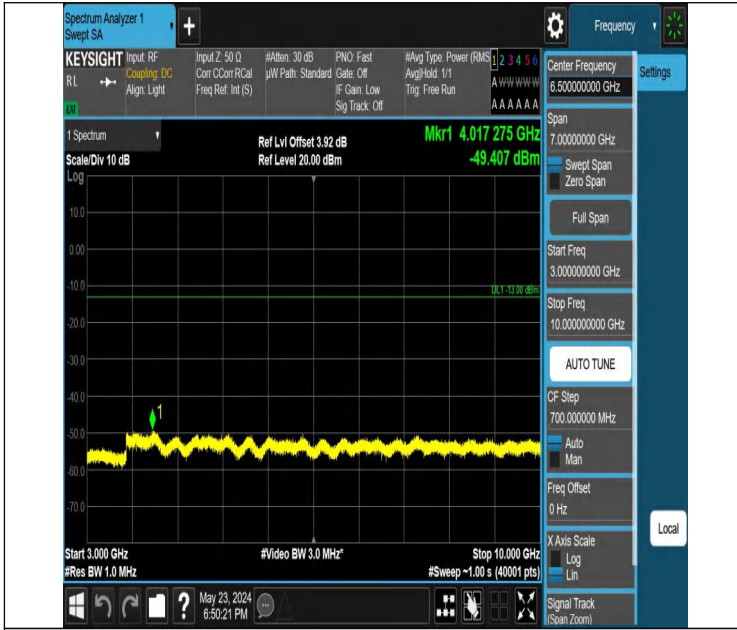 Spectrum Analyzer 1
Swept SA
+
Frequency
KEYSIGHT
RL
Input: RF
Coupling: DC
Align: Light
Input Z: 50 Ω
Corr CCorr RCal
Freq Ref: Int (S)
#Atten: 30 dB
µW Path: Standard
PNO: Fast
Gate: Off
IF Gain: Low
Sig Track: Off
#Avg Type: Power (RMS
Avg|Hold: 1/1
Trig: Free Run
1 2 3 4 5 6
A W W W W W
A A A A A A
1 Spectrum
Scale/Div 10 dB
Log
Ref Lvl Offset 3.92 dB
Ref Level 20.00 dBm
Mkr1 4.017 275 GHz
-49.407 dBm
10.0
0.00
-10.0
DL1 -13.00 dBm
-20.0
-30.0
-40.0
1
-50.0
-60.0
-70.0
Start 3.000 GHz
#Res BW 1.0 MHz
#Video BW 3.0 MHz*
Stop 10.000 GHz
#Sweep ~1.00 s (40001 pts)
?
May 23, 2024
6:50:21 PM
Center Frequency
6.500000000 GHz
Settings
Span
7.00000000 GHz
Swept Span
Zero Span
Full Span
Start Freq
3.000000000 GHz
Stop Freq
10.000000000 GHz
AUTO TUNE
CF Step
700.000000 MHz
Auto
Man
Freq Offset
0 Hz
X Axis Scale
Log
Lin
Local
Signal Track
(Span Zoom)